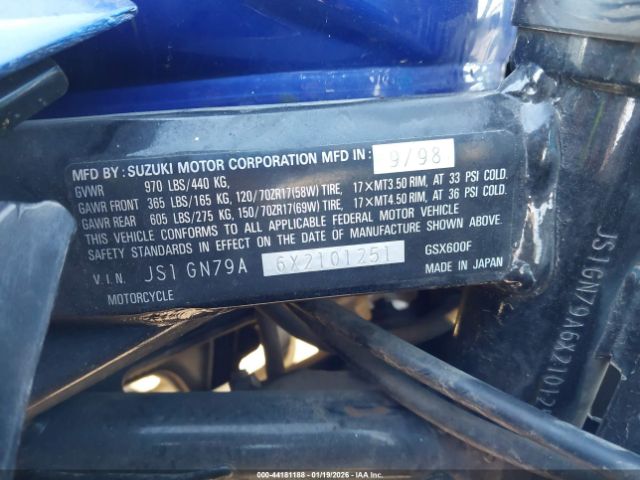 MFD BY : SUZUKI MOTOR CORPORATION MFD IN : 9/98
GVWR 970 LBS/440 KG,
GAWR FRONT 365 LBS/165 KG, 120/70ZR17(58W) TIRE, 17×MT3.50 RIM, AT 33 PSI COLD.
GAWR REAR 605 LBS/275 KG, 150/70ZR17(69W) TIRE, 17×MT4.50 RIM, AT 36 PSI COLD.
THIS VEHICLE CONFORMS TO ALL APPLICABLE FEDERAL MOTOR VEHICLE
SAFETY STANDARDS IN EFFECT ON THE DATE OF MANUFACTURE SHOWN ABOVE.
V.I.N. JS1GN79A 6X2101251 GSX600F
MOTORCYCLE MADE IN JAPAN
JS1GN79A6X21012
000-44181188 - 01/19/2026 - IAAI.COM